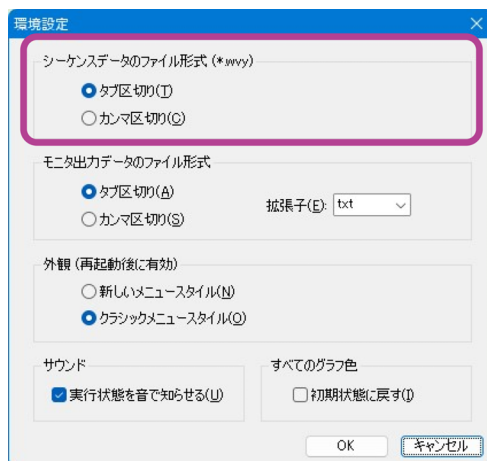 環境設定
シーケンスデータのファイル形式 (*.wvy)
タブ区切り(T)
カンマ区切り(C)
モニタ出力データのファイル形式
タブ区切り(A)
拡張子(E): txt
カンマ区切り(S)
外観 (再起動後に有効)
新しいメニュースタイル(N)
クラシックメニュースタイル(O)
サウンド
すべてのグラフ色
実行状態を音で知らせる(U)
初期状態に戻す(I)
OK
キャンセル